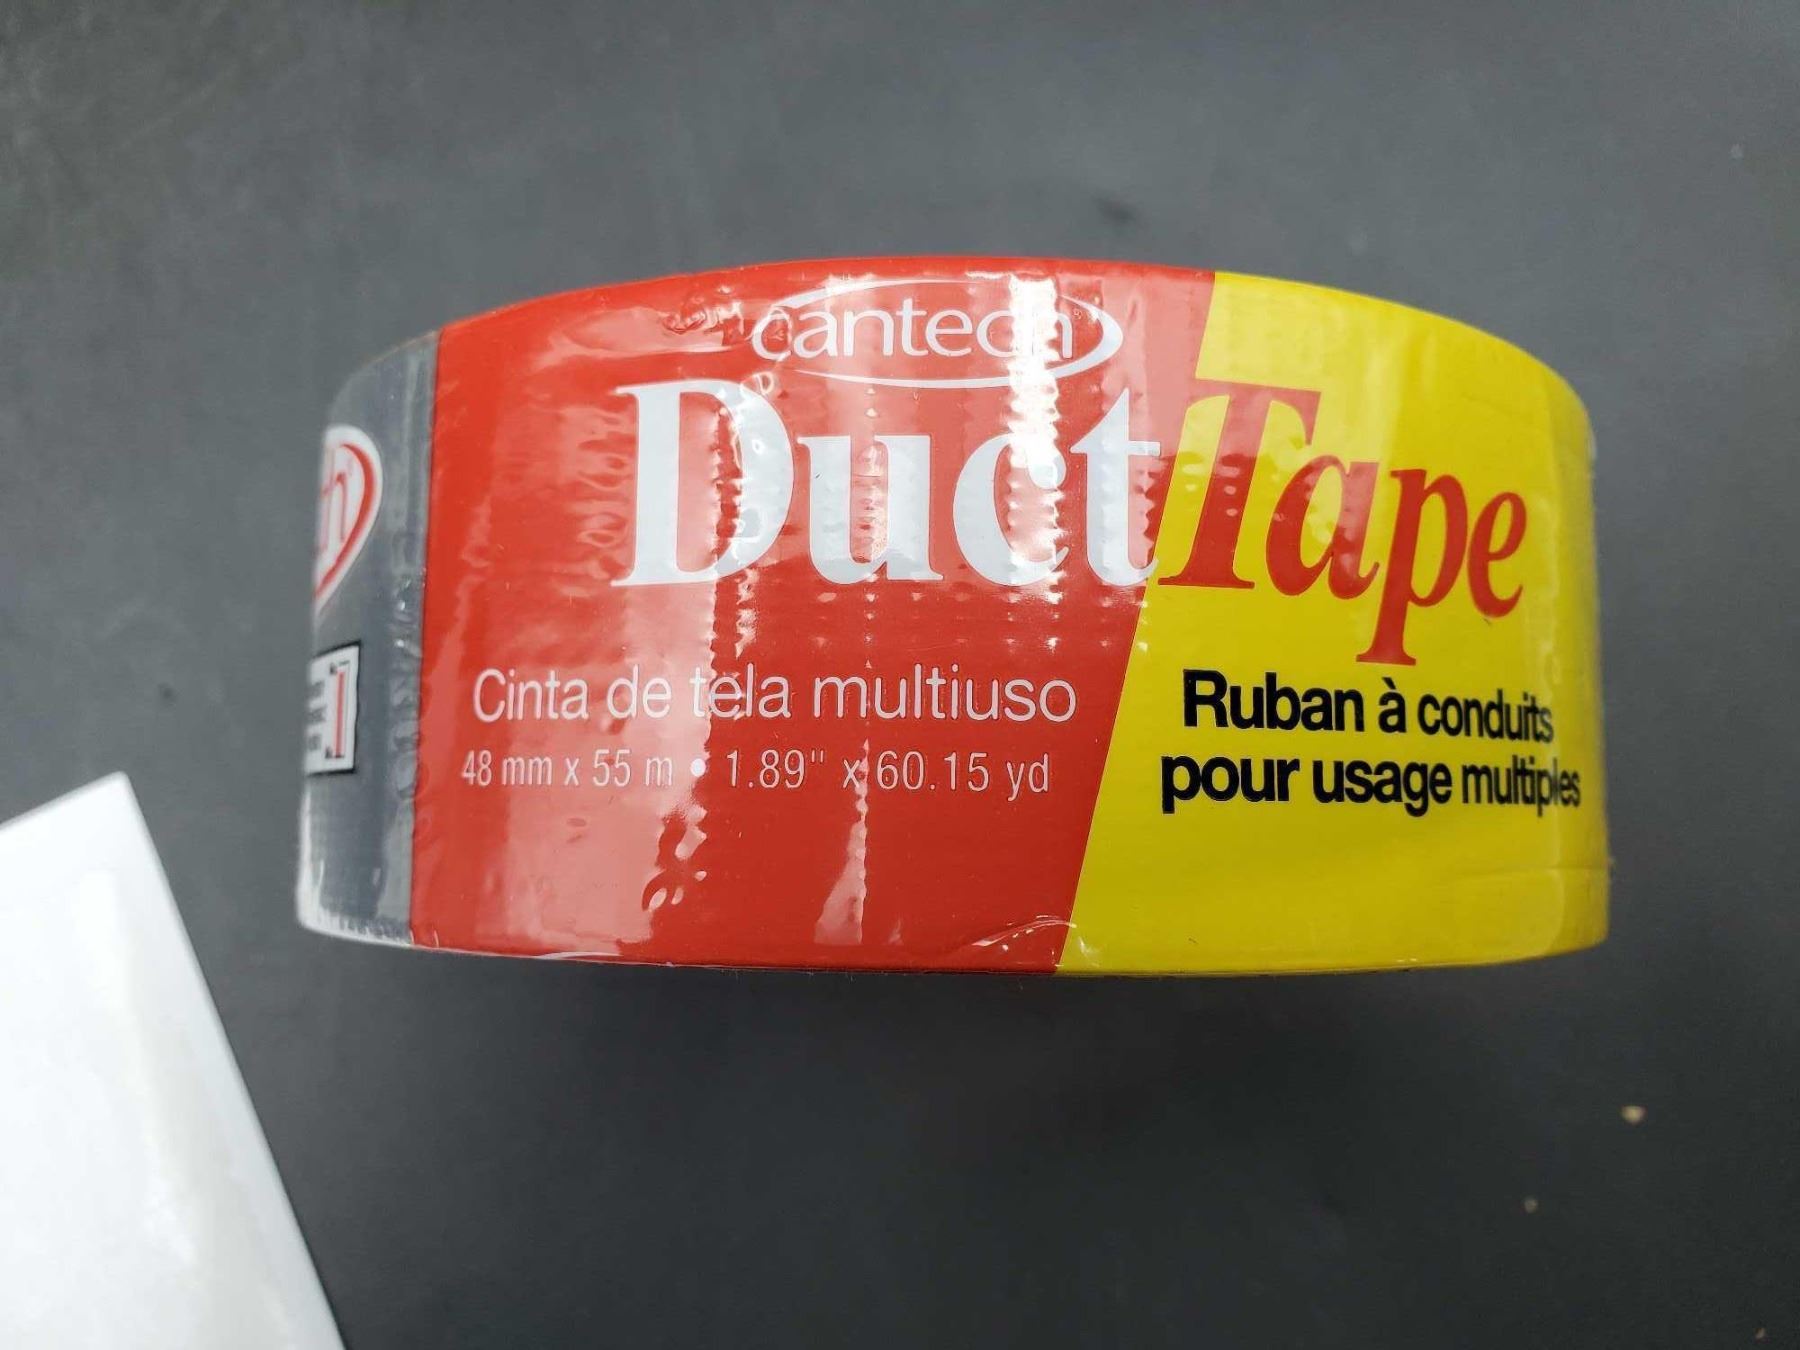 cantech
Duct Tape
Cinta de tela multiuso
48 mm x 55 m • 1.89" x 60.15 yd
Ruban à conduits
pour usage multiples